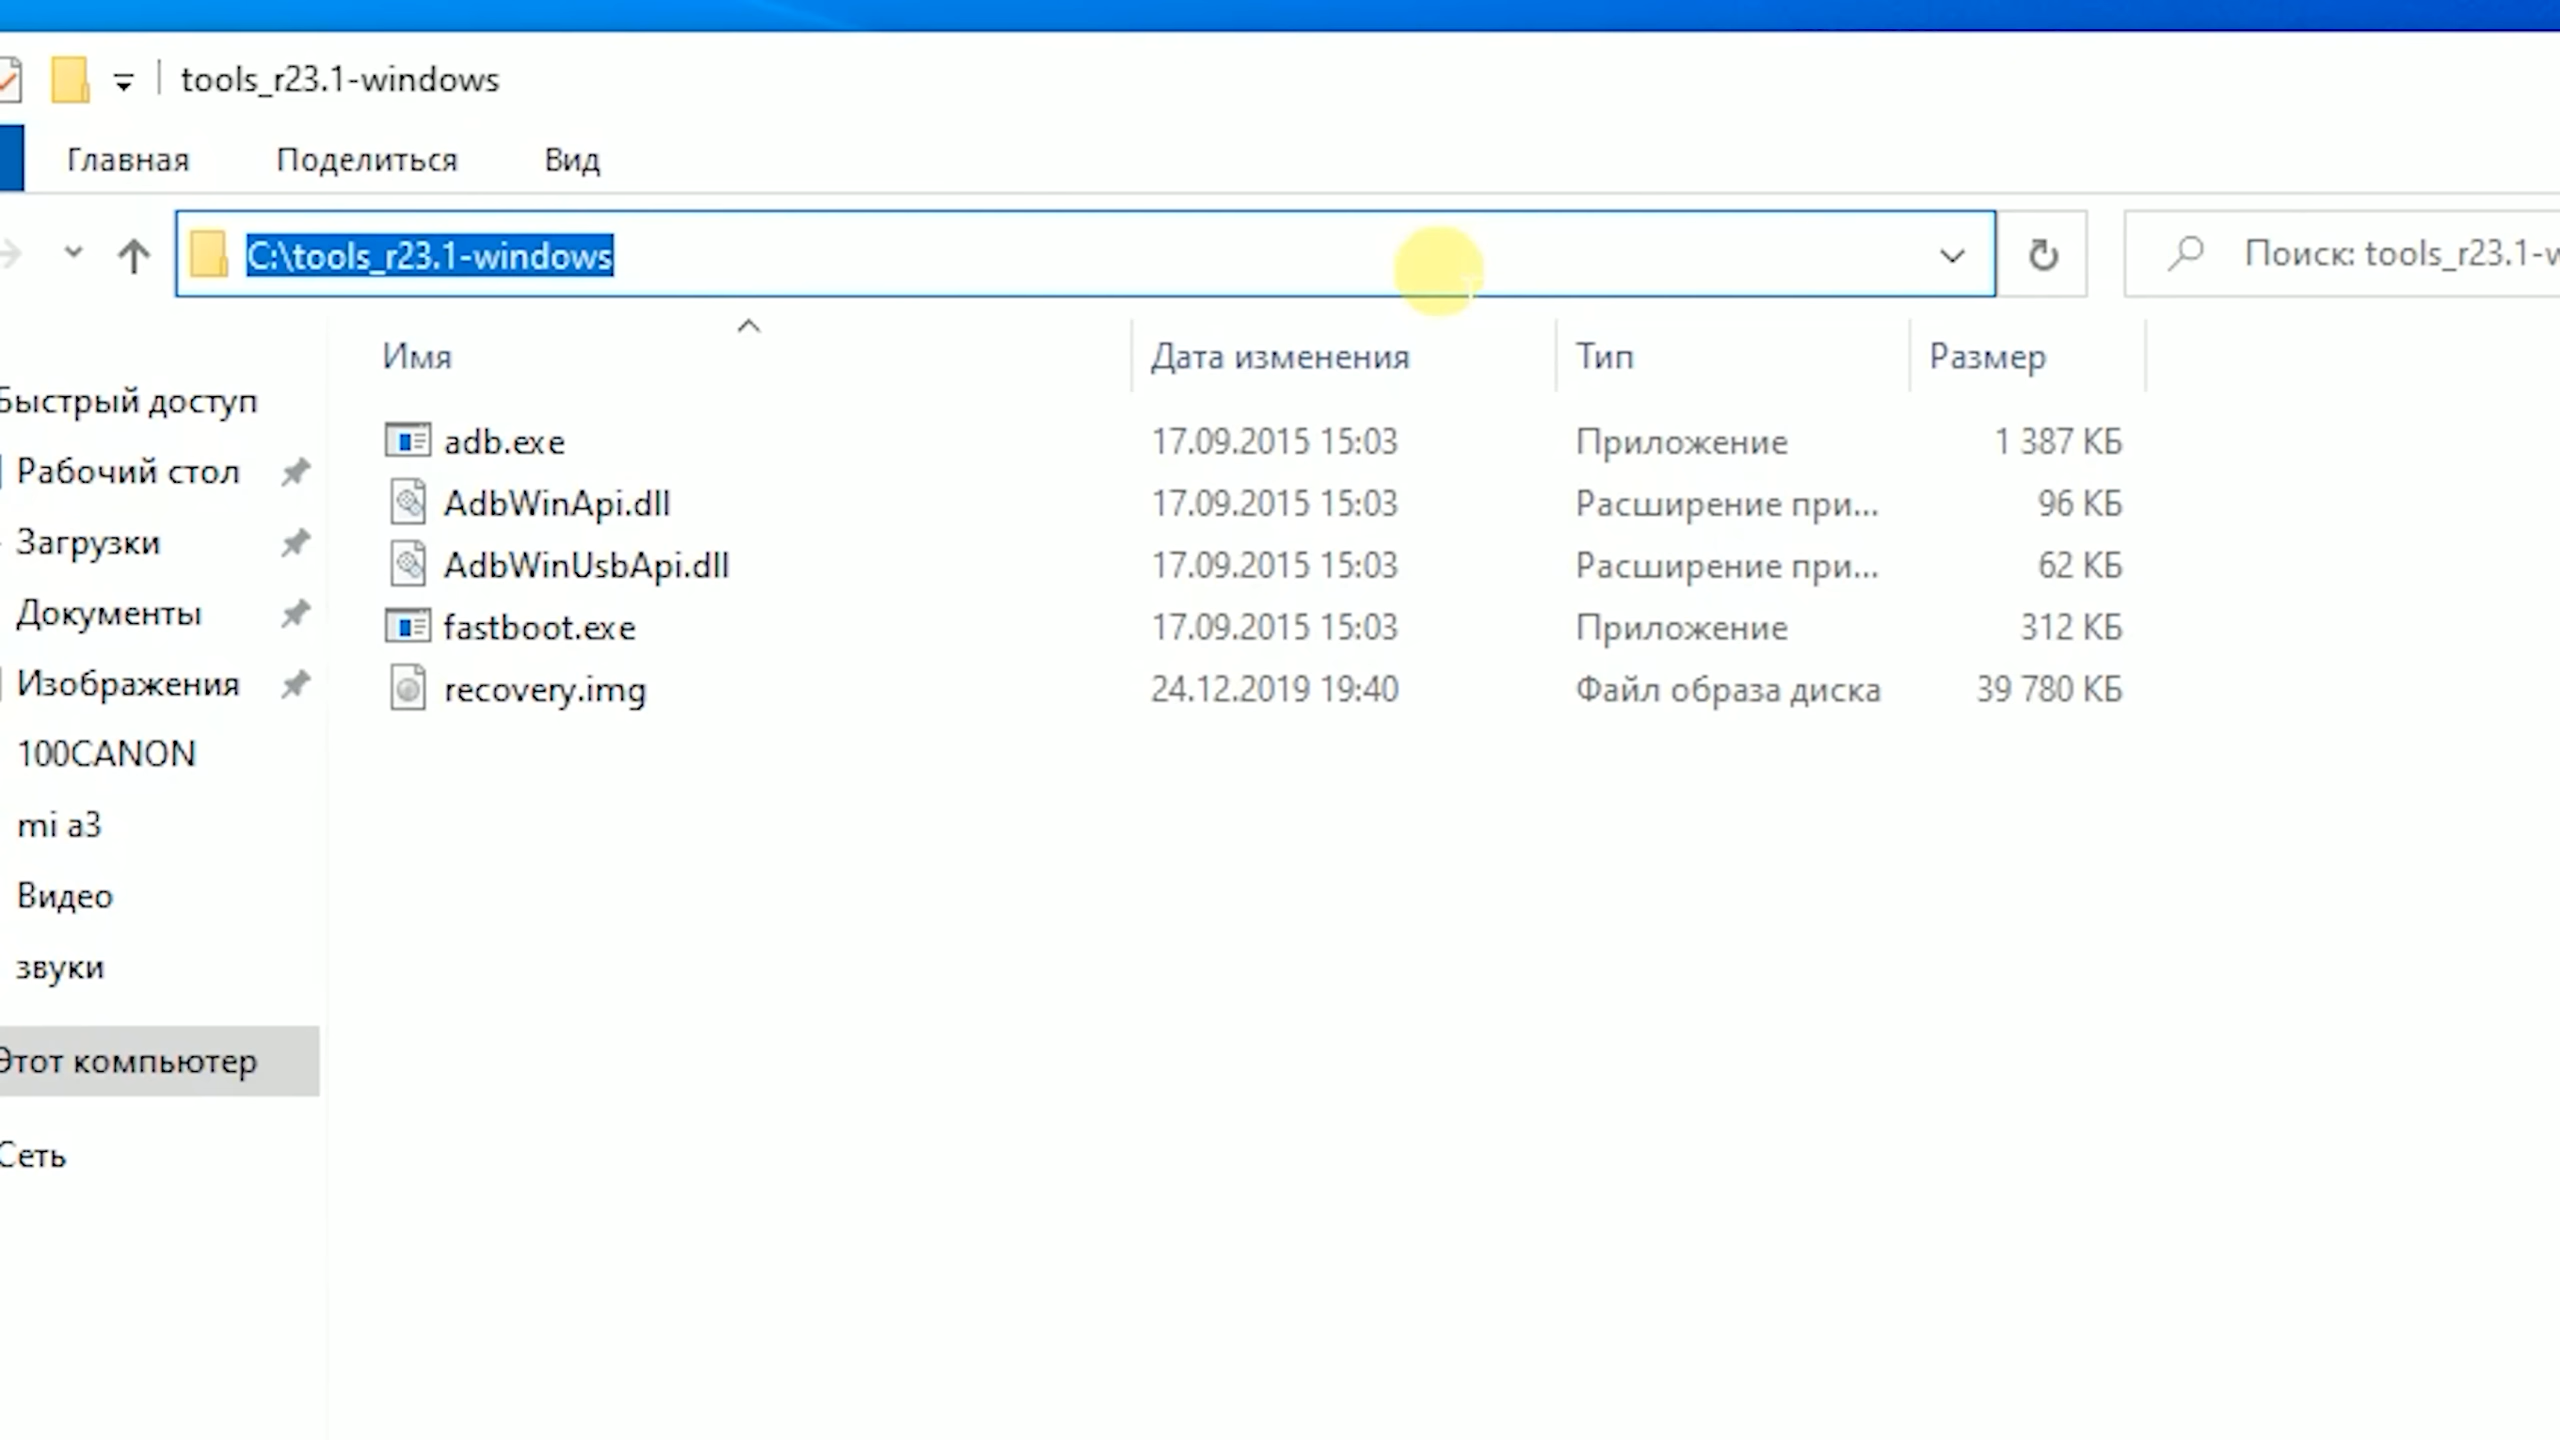 tools_r23.1-windows
Главная Поделиться Вид
C:\tools_r23.1-windows Поиск: tools_r23.1-w
Имя Дата изменения Тип Размер
Быстрый доступ
Рабочий стол
Загрузки
Документы
Изображения
100CANON
mi a3
Видео
звуки
Этот компьютер
Сеть
adb.exe 17.09.2015 15:03 Приложение 1 387 КБ
AdbWinApi.dll 17.09.2015 15:03 Расширение при... 96 КБ
AdbWinUsbApi.dll 17.09.2015 15:03 Расширение при... 62 КБ
fastboot.exe 17.09.2015 15:03 Приложение 312 КБ
recovery.img 24.12.2019 19:40 Файл образа диска 39 780 КБ